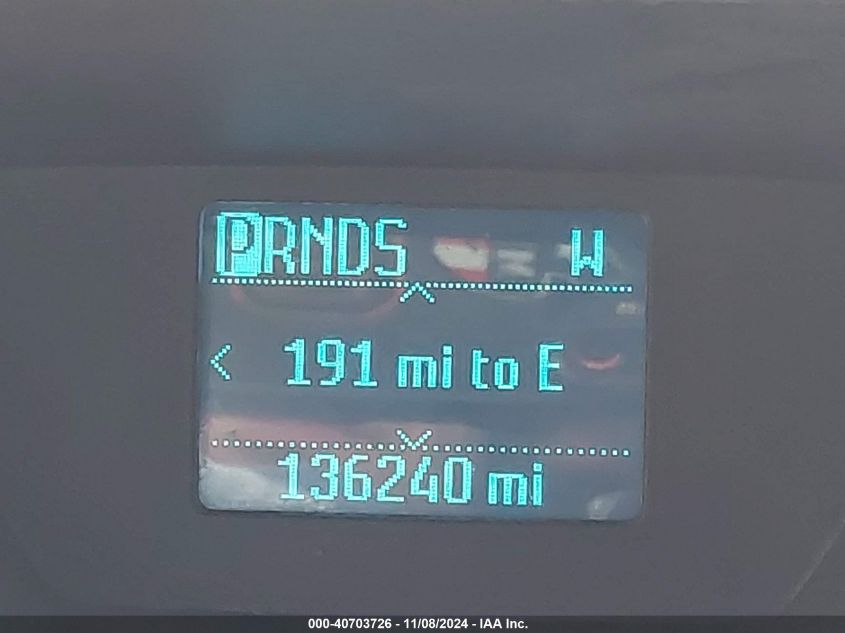 PRNDS W
191 mi to E
136240 mi
000-40703726 - 11/08/2024 - IAA Inc.